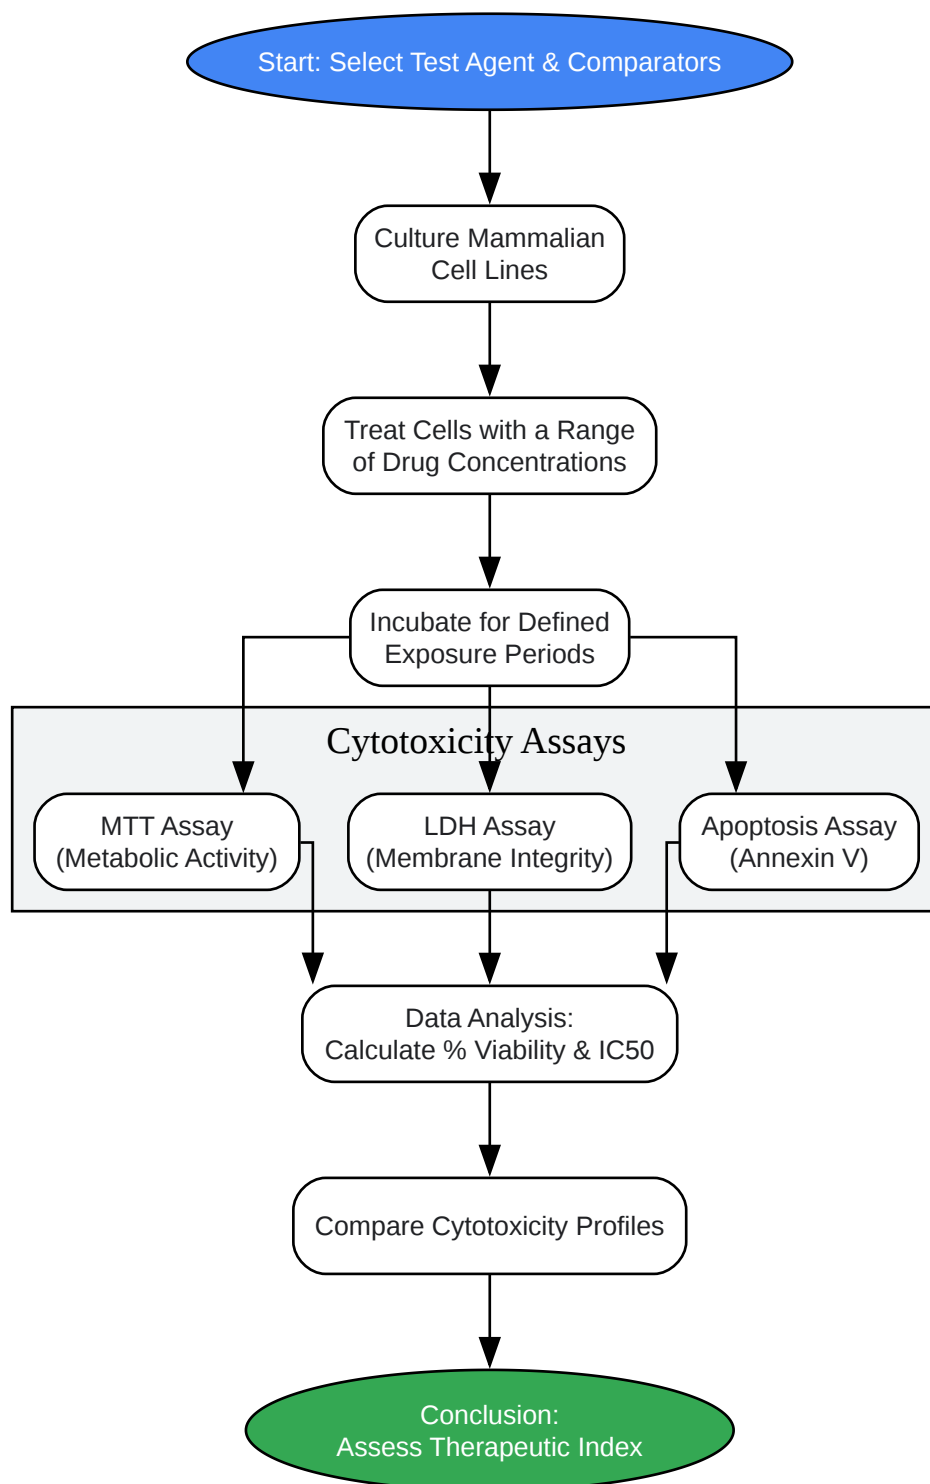 Start: Select Test Agent & Comparators
Culture Mammalian
Cell Lines
Treat Cells with a Range
of Drug Concentrations
Incubate for Defined
Exposure Periods
Cytotoxicity Assays
MTT Assay
(Metabolic Activity)
LDH Assay
(Membrane Integrity)
Apoptosis Assay
(Annexin V)
Data Analysis:
Calculate % Viability & IC50
Compare Cytotoxicity Profiles
Conclusion:
Assess Therapeutic Index